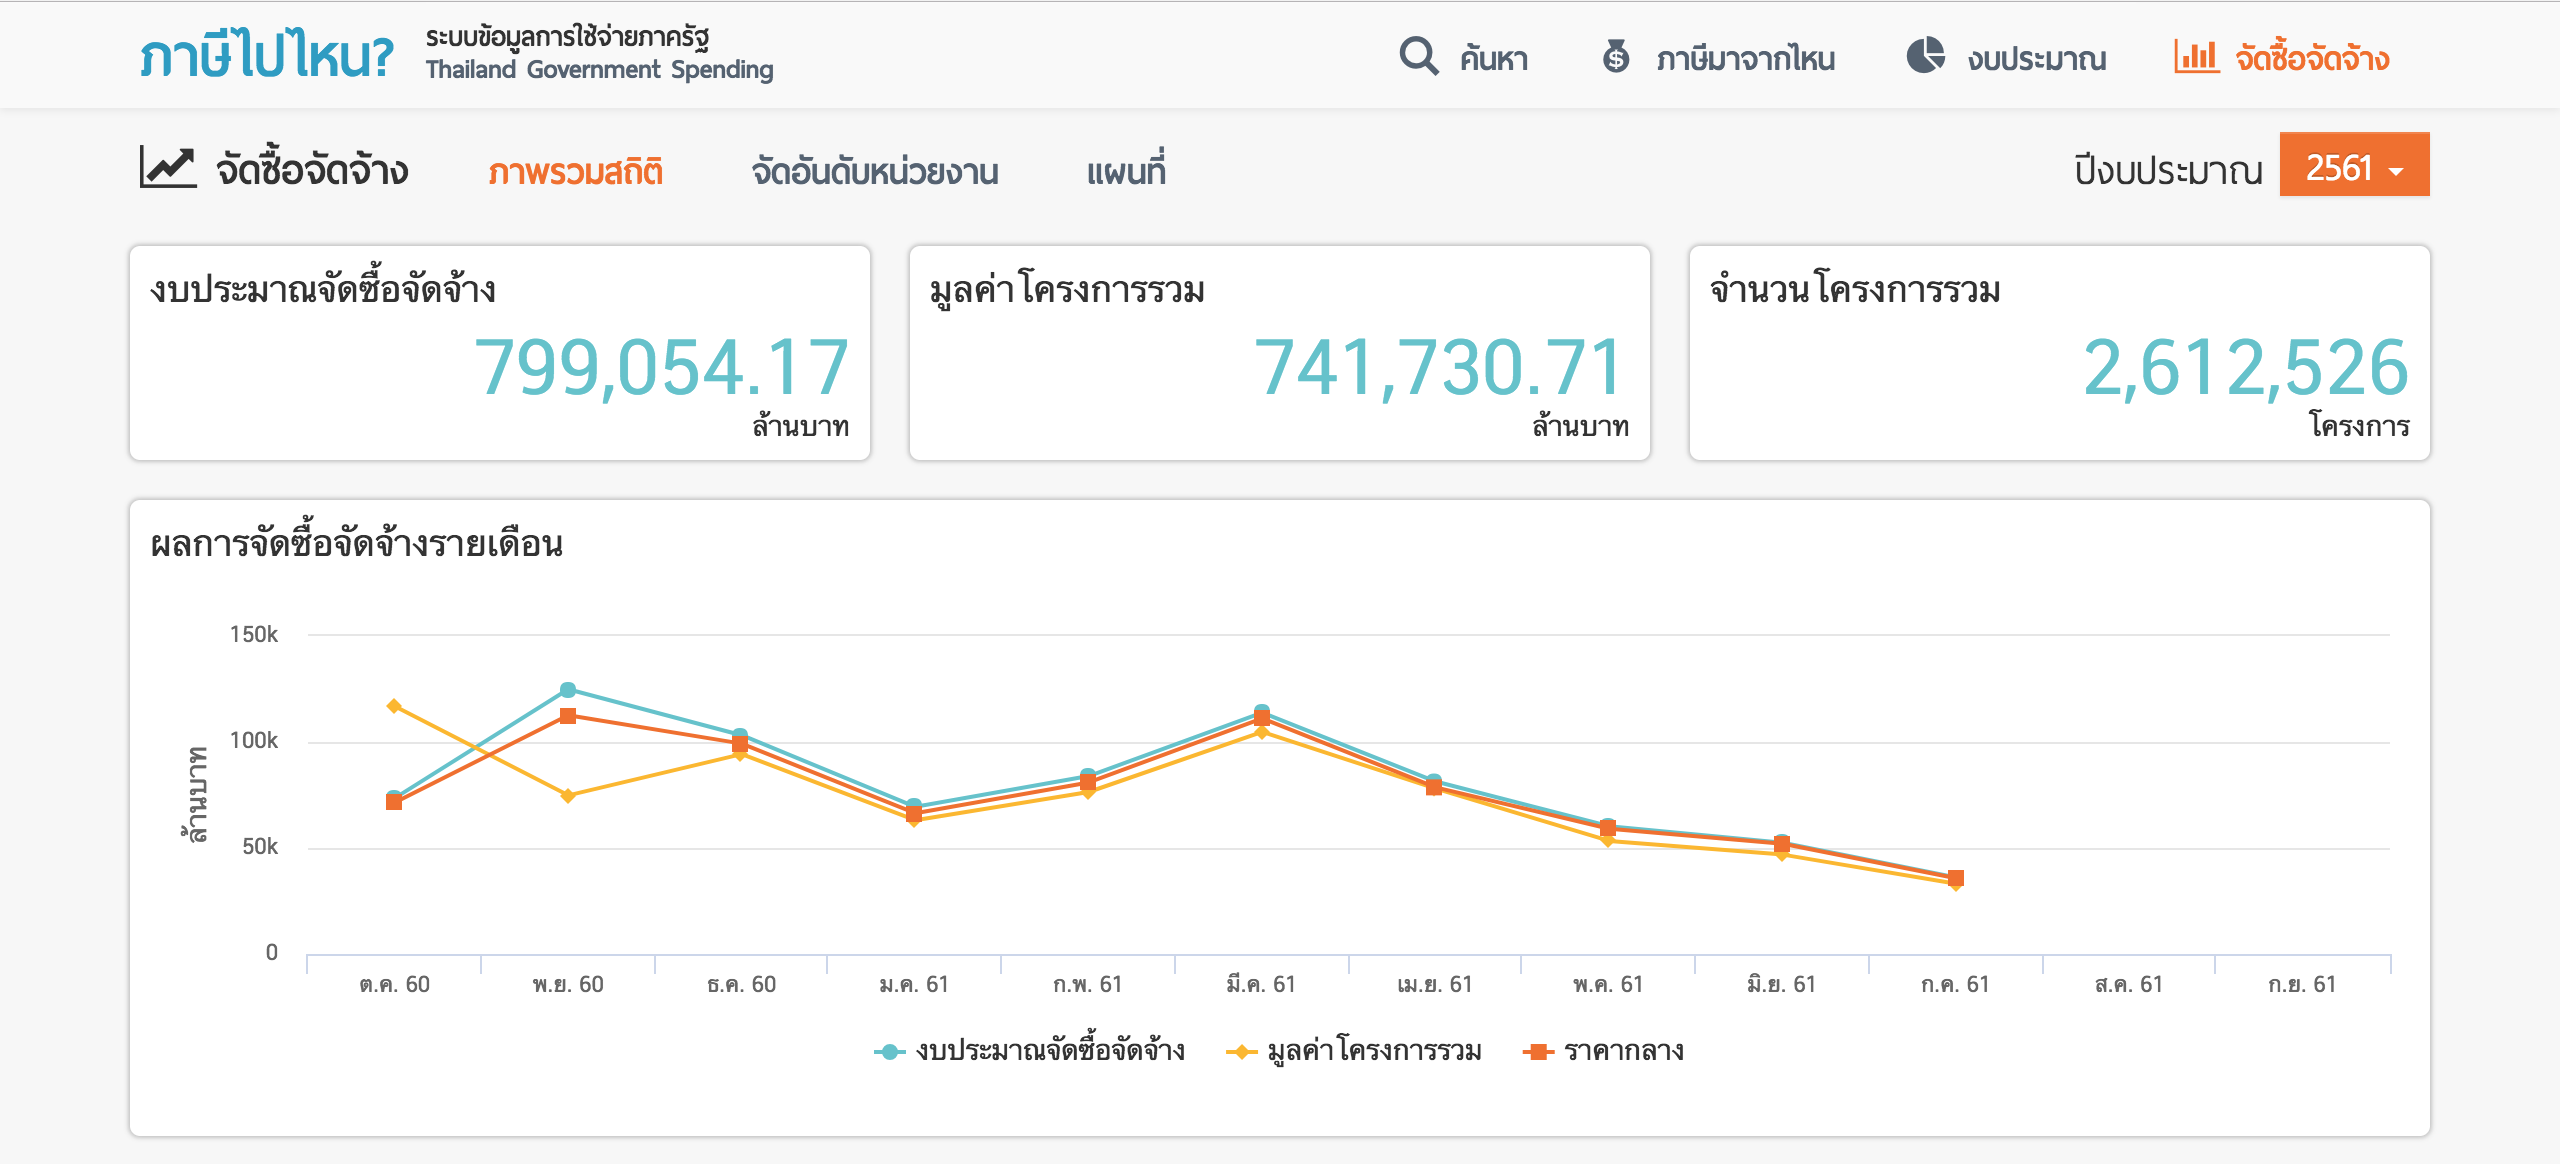 ภาษีไปไหน?
ระบบข้อมูลการใช้จ่ายภาครัฐ
Thailand Government Spending
ค้นหา
ภาษีมาจากไหน
งบประมาณ
จัดซื้อจัดจ้าง
จัดซื้อจัดจ้าง
ภาพรวมสถิติ
จัดอันดับหน่วยงาน
แผนที่
ปีงบประมาณ
2561
งบประมาณจัดซื้อจัดจ้าง
799,054.17
ล้านบาท
มูลค่าโครงการรวม
741,730.71
ล้านบาท
จำนวนโครงการรวม
2,612,526
โครงการ
ผลการจัดซื้อจัดจ้างรายเดือน
ล้านบาท
150k
100k
50k
0
ต.ค. 60
พ.ย. 60
ธ.ค. 60
ม.ค. 61
ก.พ. 61
มี.ค. 61
เม.ย. 61
พ.ค. 61
มิ.ย. 61
ก.ค. 61
ส.ค. 61
ก.ย. 61
งบประมาณจัดซื้อจัดจ้าง
มูลค่าโครงการรวม
ราคากลาง